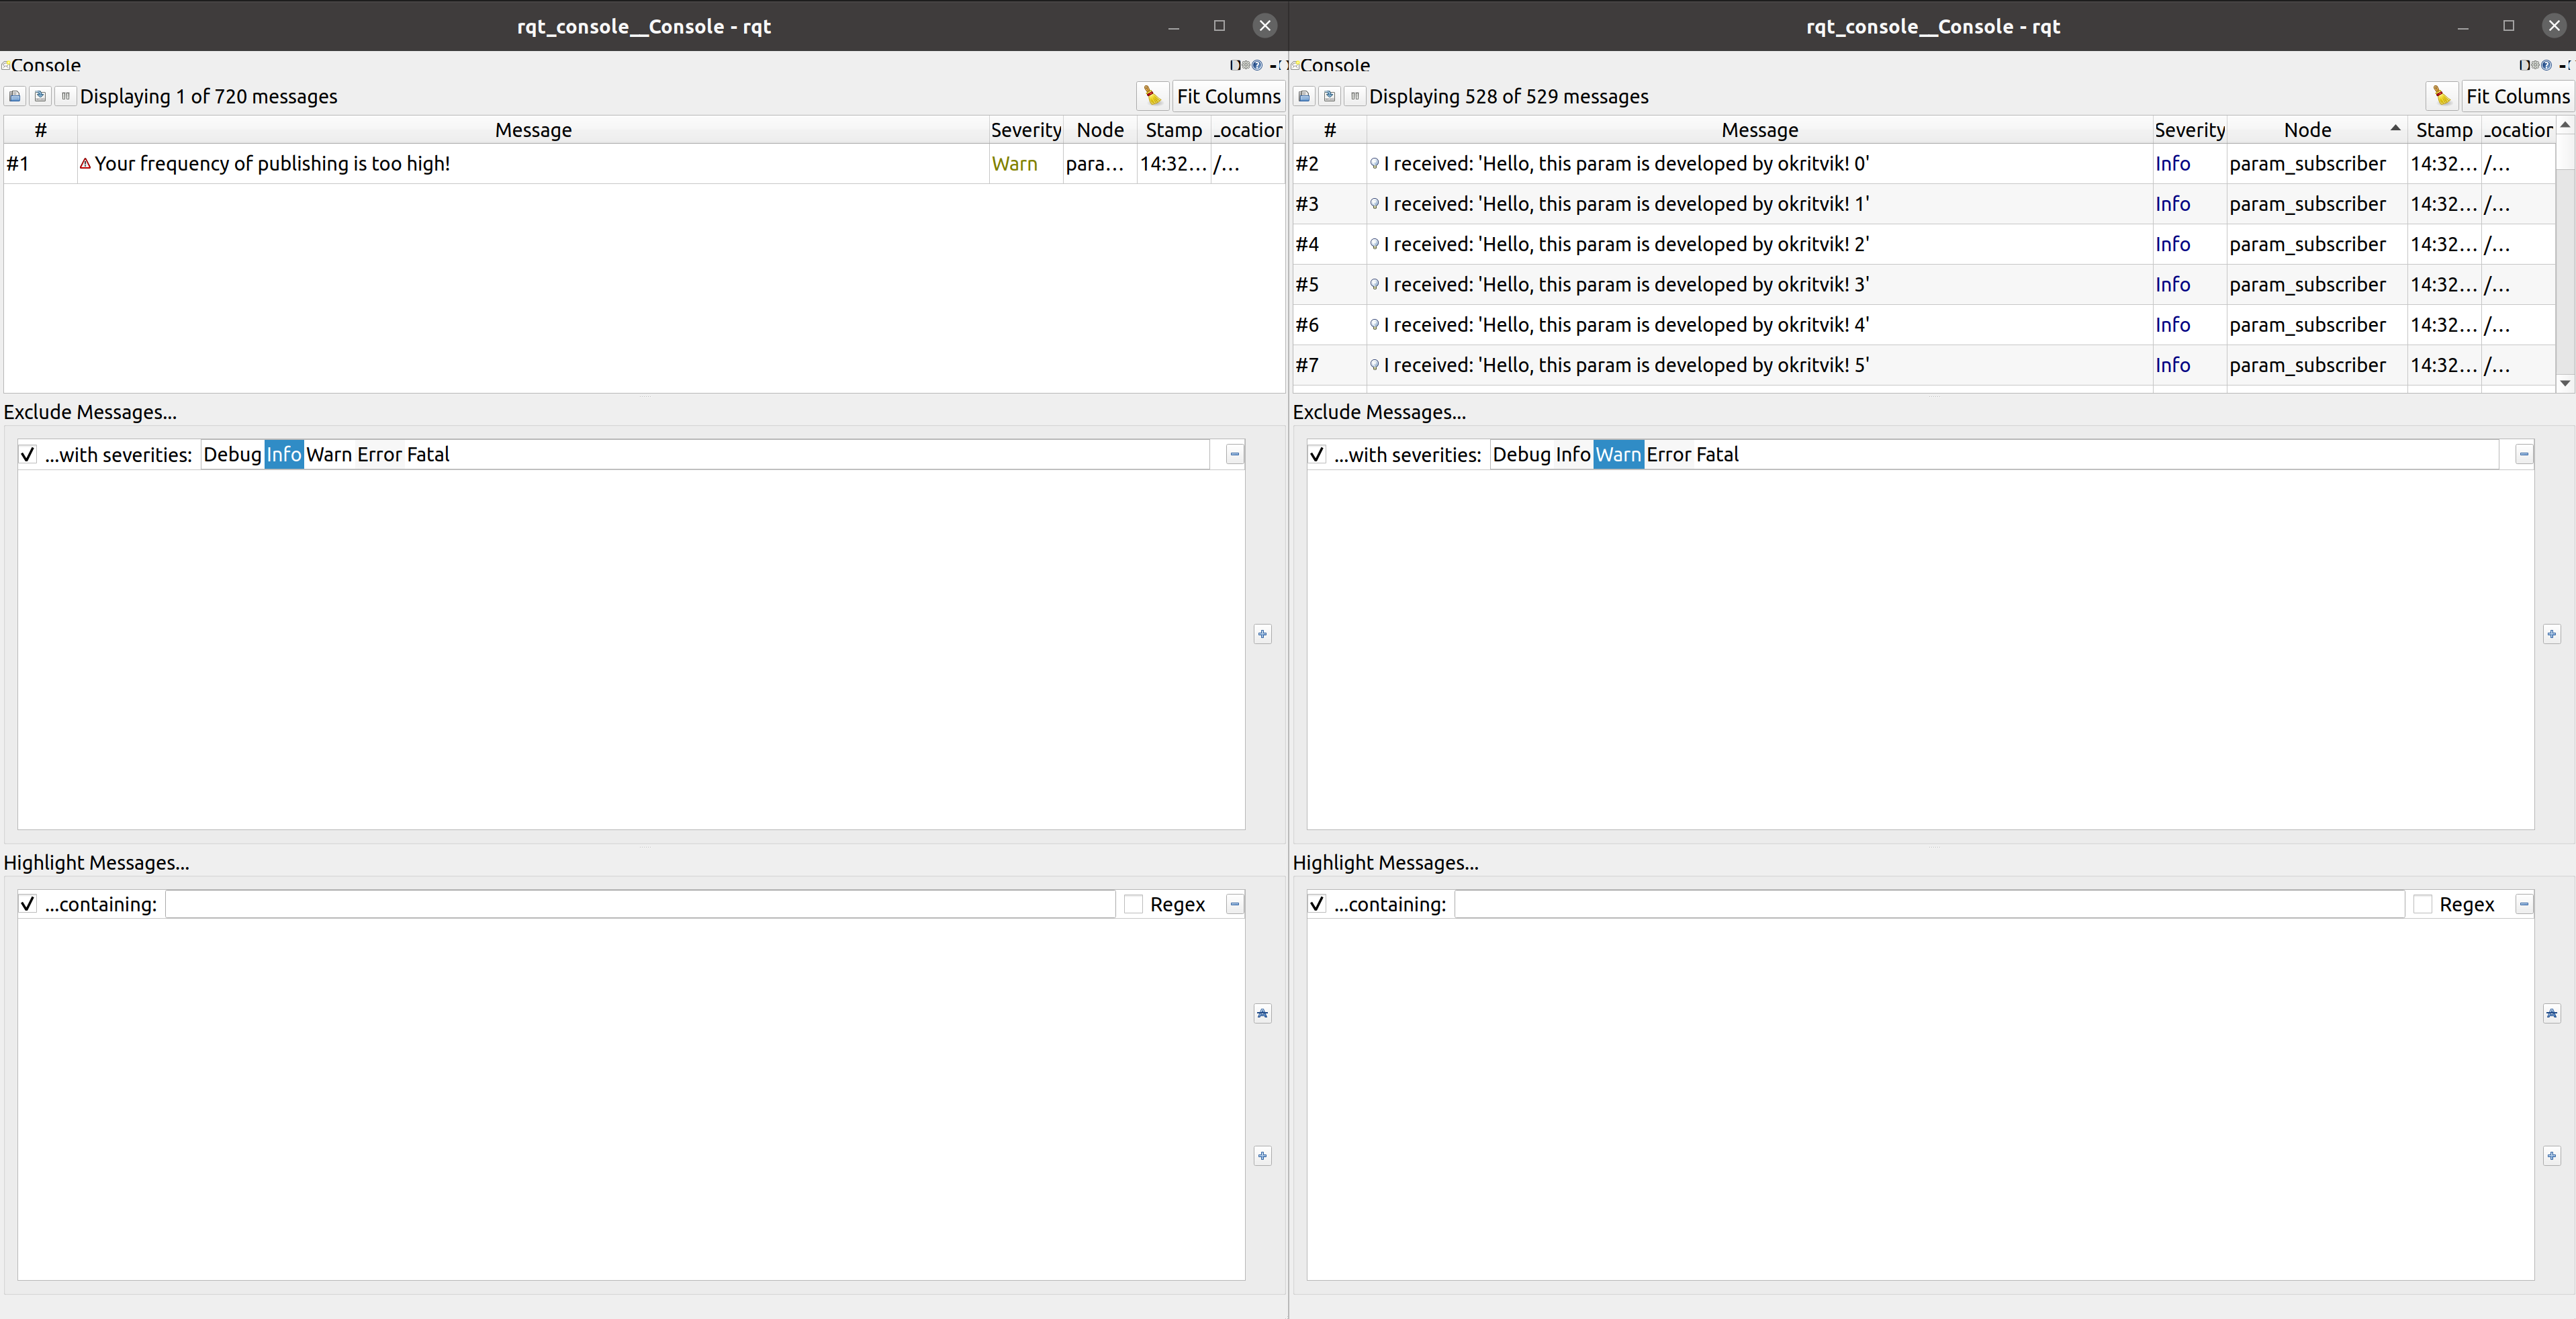 rqt_console__Console - rqt
Console
Displaying 1 of 720 messages
Fit Columns
# Message Severity Node Stamp Location
#1 Your frequency of publishing is too high! Warn para... 14:32... /...
Exclude Messages...
...with severities: Debug Info Warn Error Fatal
Highlight Messages...
...containing: Regex
rqt_console__Console - rqt
Console
Displaying 528 of 529 messages
Fit Columns
# Message Severity Node Stamp Location
#2 I received: 'Hello, this param is developed by okritvik! 0' Info param_subscriber 14:32... /...
#3 I received: 'Hello, this param is developed by okritvik! 1' Info param_subscriber 14:32... /...
#4 I received: 'Hello, this param is developed by okritvik! 2' Info param_subscriber 14:32... /...
#5 I received: 'Hello, this param is developed by okritvik! 3' Info param_subscriber 14:32... /...
#6 I received: 'Hello, this param is developed by okritvik! 4' Info param_subscriber 14:32... /...
#7 I received: 'Hello, this param is developed by okritvik! 5' Info param_subscriber 14:32... /...
Exclude Messages...
...with severities: Debug Info Warn Error Fatal
Highlight Messages...
...containing: Regex